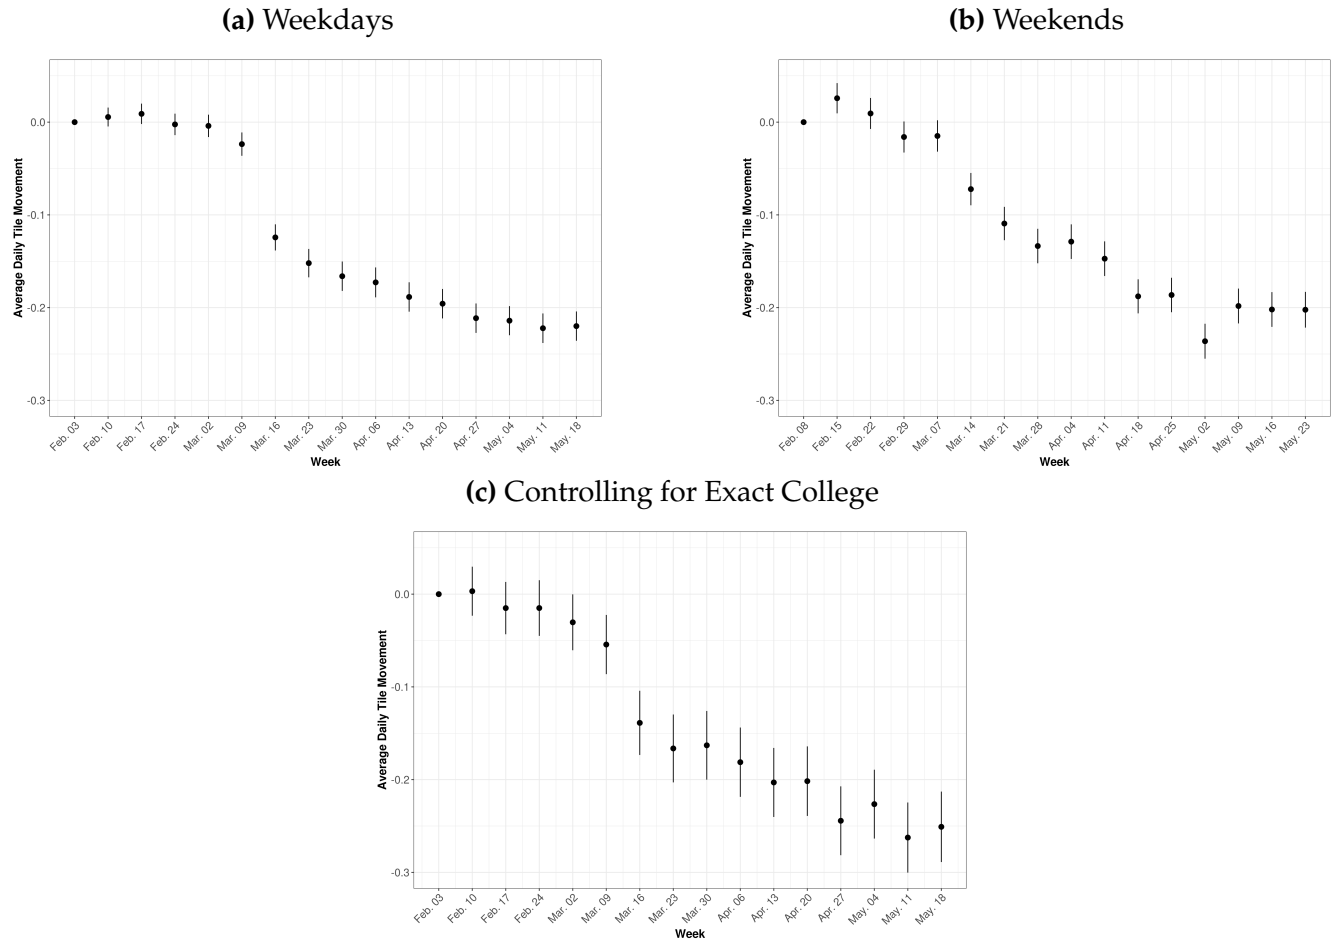 (a) Weekdays
Average Daily Tile Movement
0.0
-0.1
-0.2
-0.3
Feb. 03
Feb. 10
Feb. 17
Feb. 24
Mar. 02
Mar. 09
Mar. 16
Mar. 23
Mar. 30
Apr. 06
Apr. 13
Apr. 20
Apr. 27
May. 04
May. 11
May. 18
Week
(b) Weekends
Average Daily Tile Movement
0.0
-0.1
-0.2
-0.3
Feb. 08
Feb. 15
Feb. 22
Feb. 29
Mar. 07
Mar. 14
Mar. 21
Mar. 28
Apr. 04
Apr. 11
Apr. 18
Apr. 25
May. 02
May. 09
May. 16
May. 23
Week
(c) Controlling for Exact College
Average Daily Tile Movement
0.0
-0.1
-0.2
-0.3
Feb. 03
Feb. 10
Feb. 17
Feb. 24
Mar. 02
Mar. 09
Mar. 16
Mar. 23
Mar. 30
Apr. 06
Apr. 13
Apr. 20
Apr. 27
May. 04
May. 11
May. 18
Week